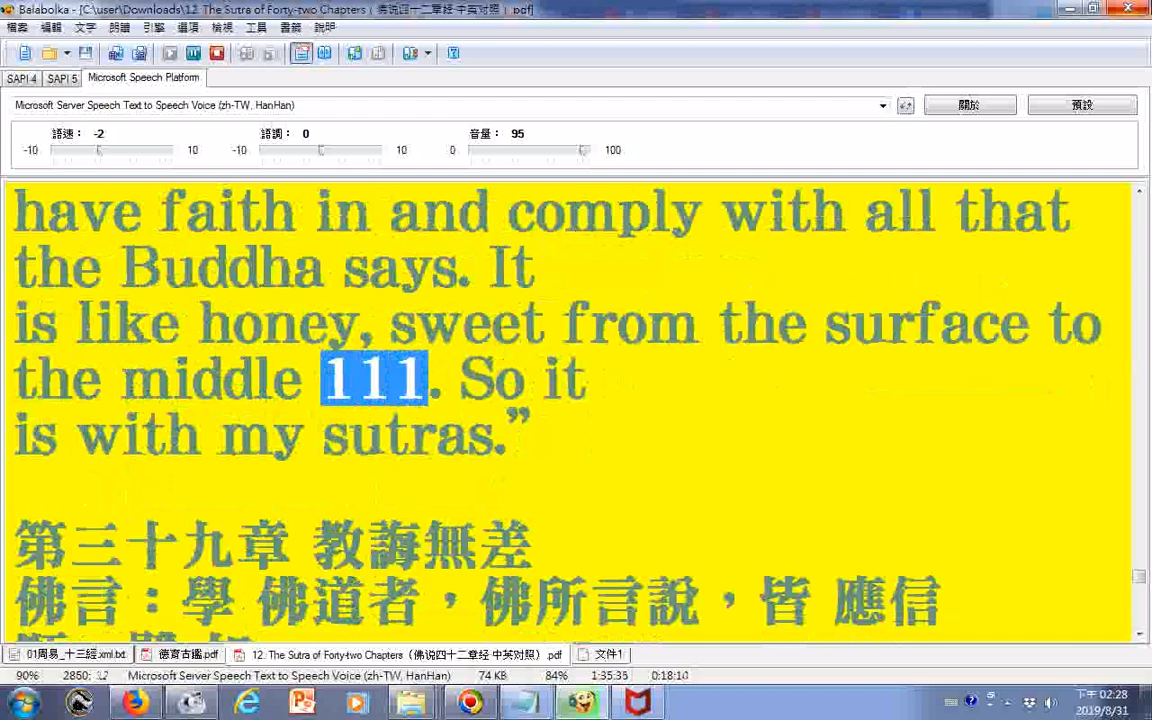 Balabolka - [C:\user\Downloads\12. The Sutra of Forty-two Chapters（佛说四十二章经-中英对照）.pdf]
檔案 編輯 文字 朗讀 引擎 選項 檢視 工具 書籤 說明
SAPI 4 SAPI 5 Microsoft Speech Platform
Microsoft Server Speech Text to Speech Voice (zh-TW, HanHan) 關於 預設
語速： -2 語調： 0 音量： 95
-10 10 -10 10 0 100
have faith in and comply with all that
the Buddha says. It
is like honey, sweet from the surface to
the middle 111. So it
is with my sutras.”
第三十九章 教誨無差
佛言：學 佛道者，佛所言說，皆 應信
01周易_十三經.xml.txt 德育古鑑.pdf 12. The Sutra of Forty-two Chapters（佛说四十二章经-中英对照）.pdf 文件1
90% 2850; 12 Microsoft Server Speech Text to Speech Voice (zh-TW, HanHan) 74 KB 84% 1:35:35 0:18:10
下午 02:28
2019/8/31